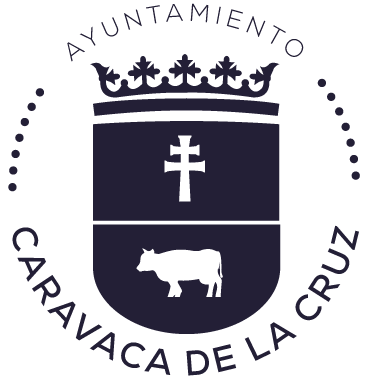 AYUNTAMIENTO
CARAVACA DE LA CRUZ